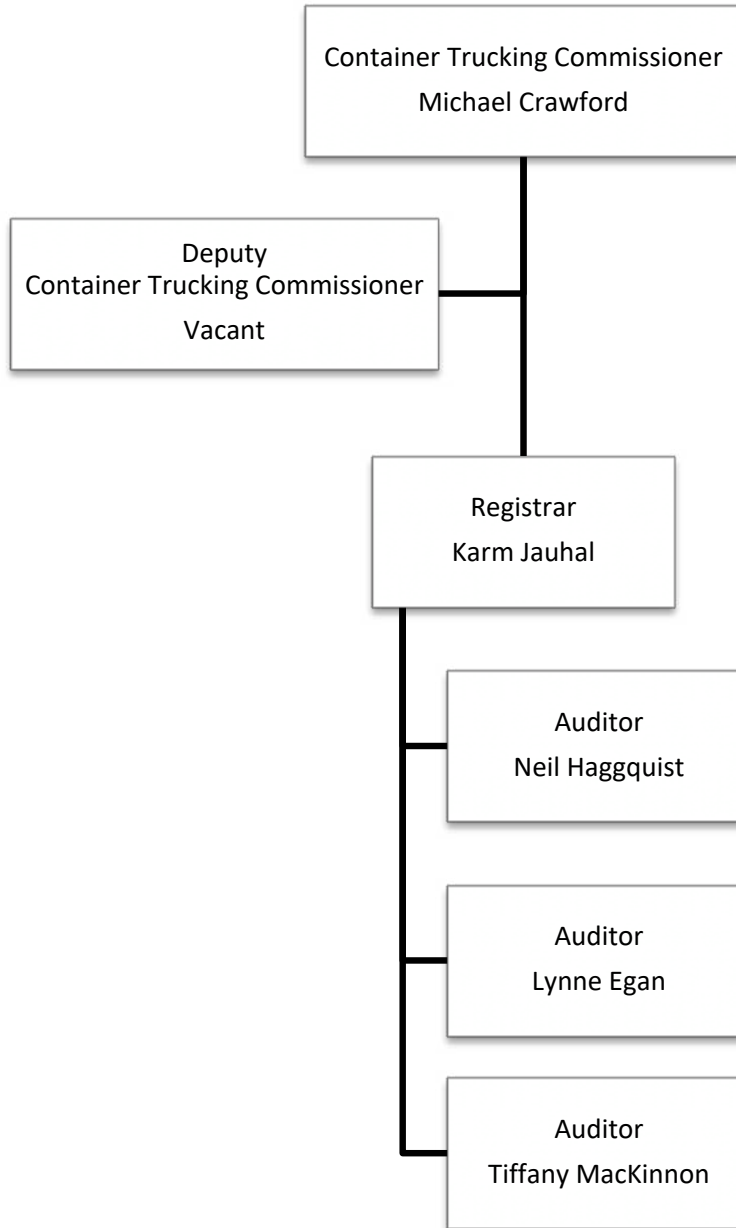 Container Trucking Commissioner
Michael Crawford
Deputy
Container Trucking Commissioner
Vacant
Registrar
Karm Jauhal
Auditor
Neil Haggquist
Auditor
Lynne Egan
Auditor
Tiffany MacKinnon